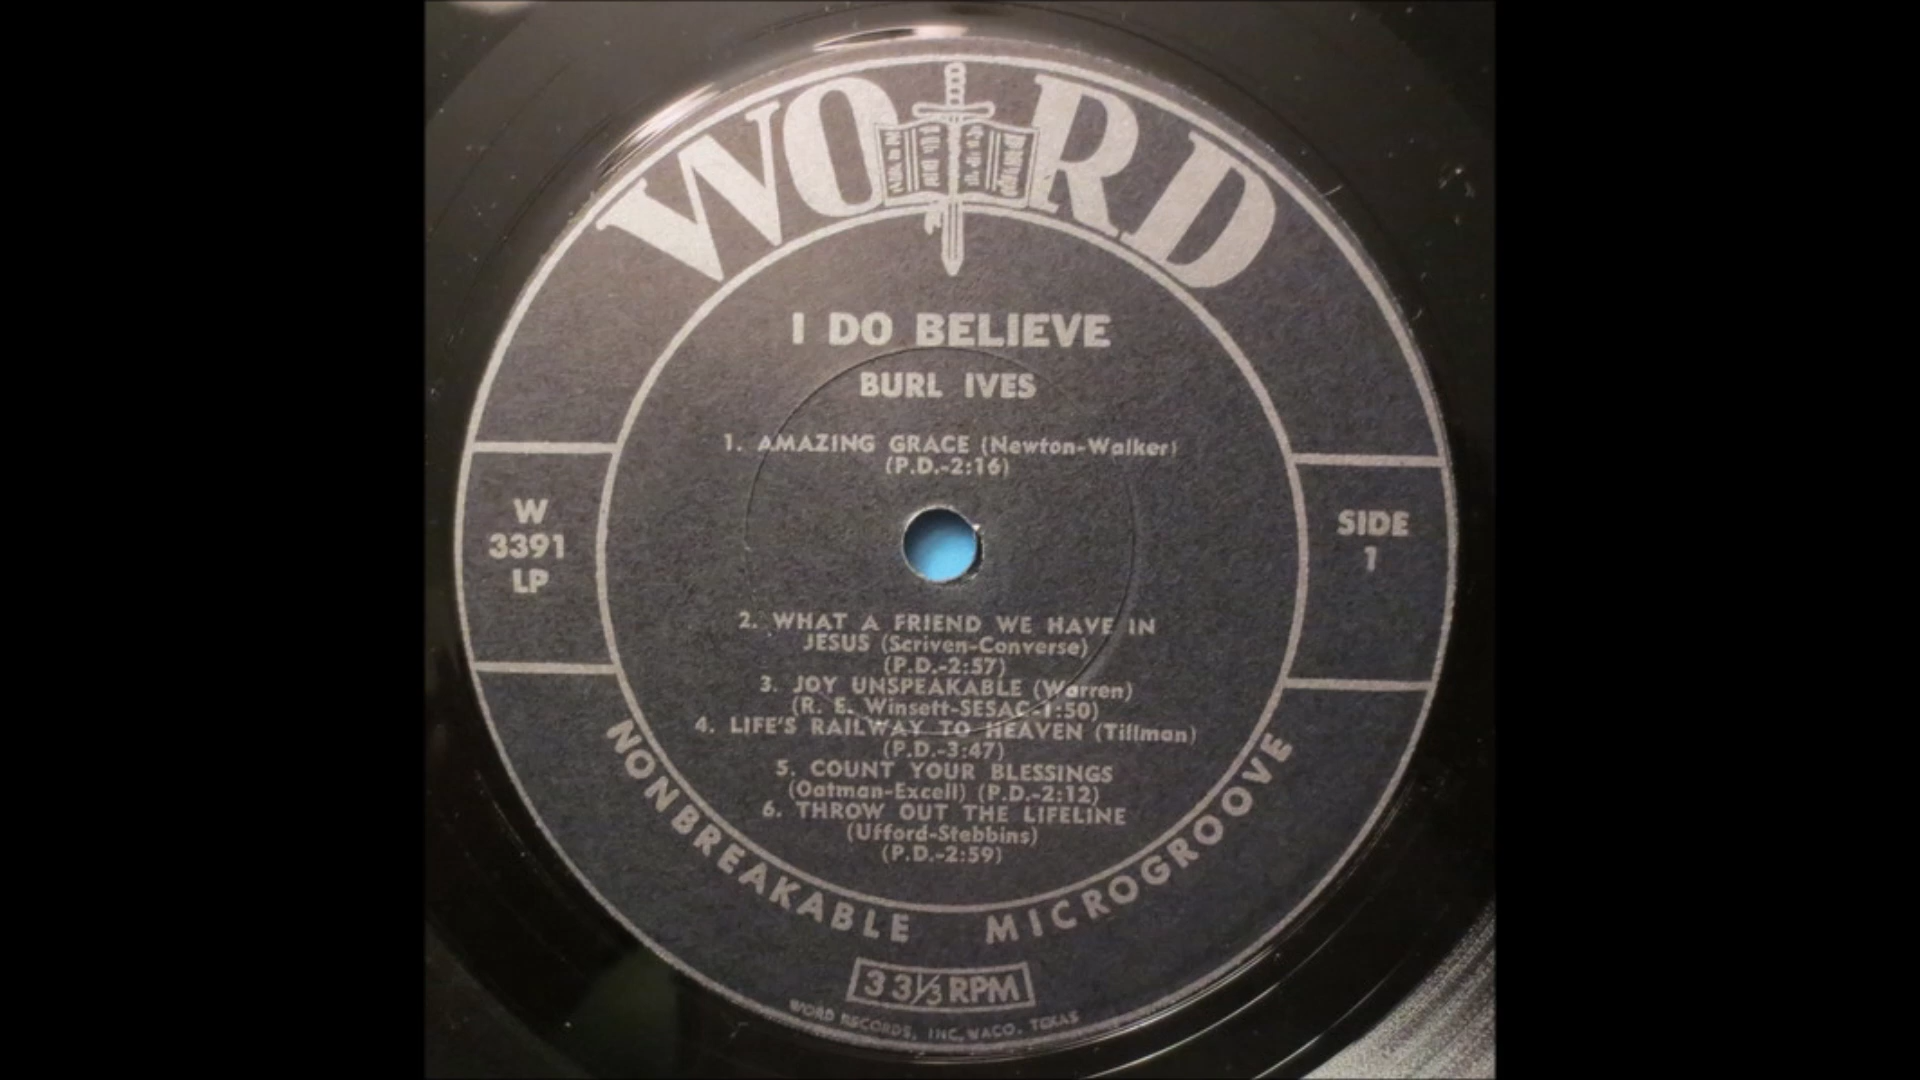 WORD
I DO BELIEVE
BURL IVES
1. AMAZING GRACE (Newton-Walker)
(P.D.-2:16)
W
3391
LP
SIDE
1
2. WHAT A FRIEND WE HAVE IN
JESUS (Scriven-Converse)
(P.D.-2:57)
3. JOY UNSPEAKABLE (Warren)
(R. E. Winsett-SESAC-1:50)
4. LIFE'S RAILWAY TO HEAVEN (Tillman)
(P.D.-3:47)
5. COUNT YOUR BLESSINGS
(Oatman-Excell) (P.D.-2:12)
6. THROW OUT THE LIFELINE
(Ufford-Stebbins)
(P.D.-2:59)
NONBREAKABLE MICROGROOVE
33 1/3 RPM
WORD RECORDS, INC. WACO, TEXAS